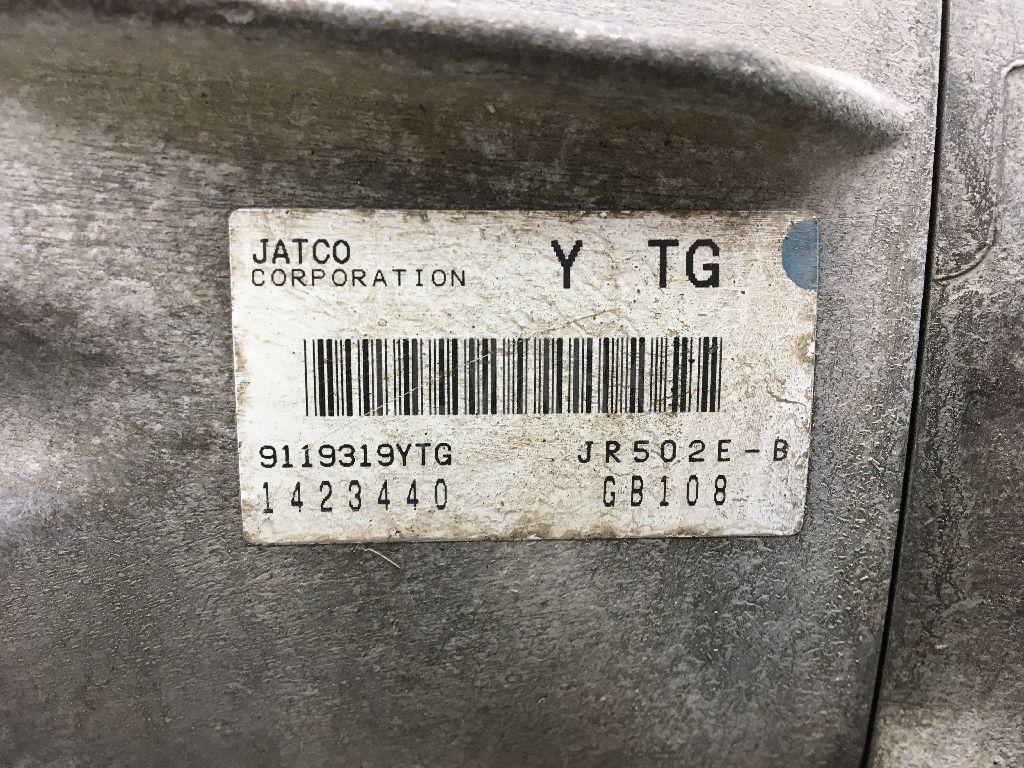 JATCO
CORPORATION
Y TG
9119319YTG
JR502E-B
1423440
GB108